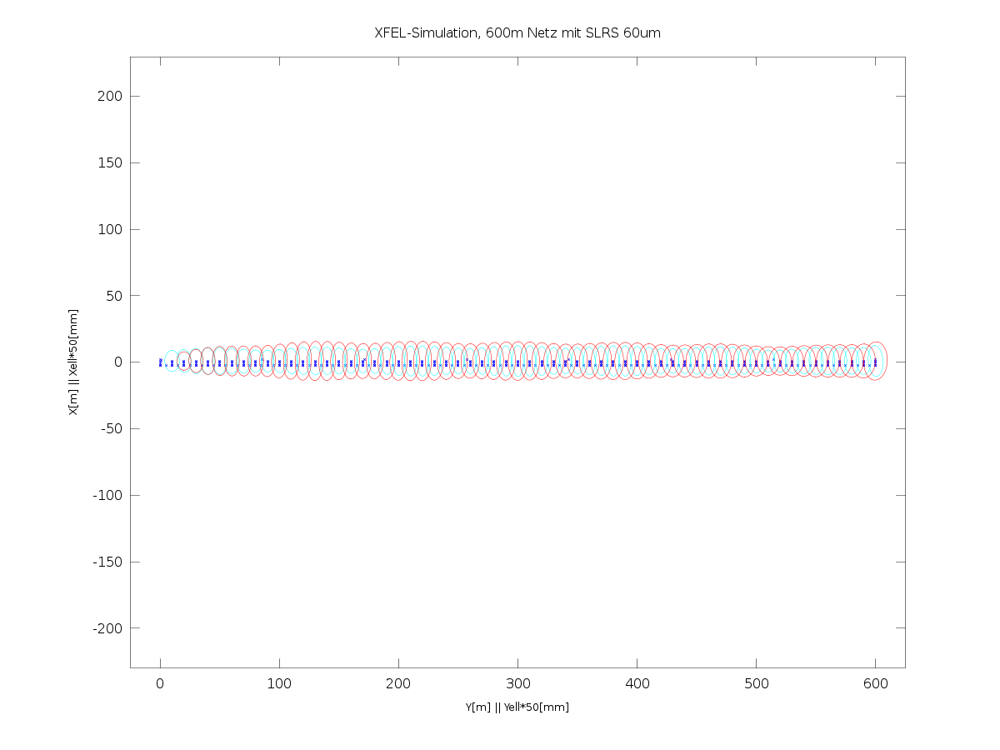 XFEL-Simulation, 600m Netz mit SLRS 60um
200
150
100
50
0
-50
-100
-150
-200
X[m] || Xell*50[mm]
0 100 200 300 400 500 600
Y[m] || Yell*50[mm]